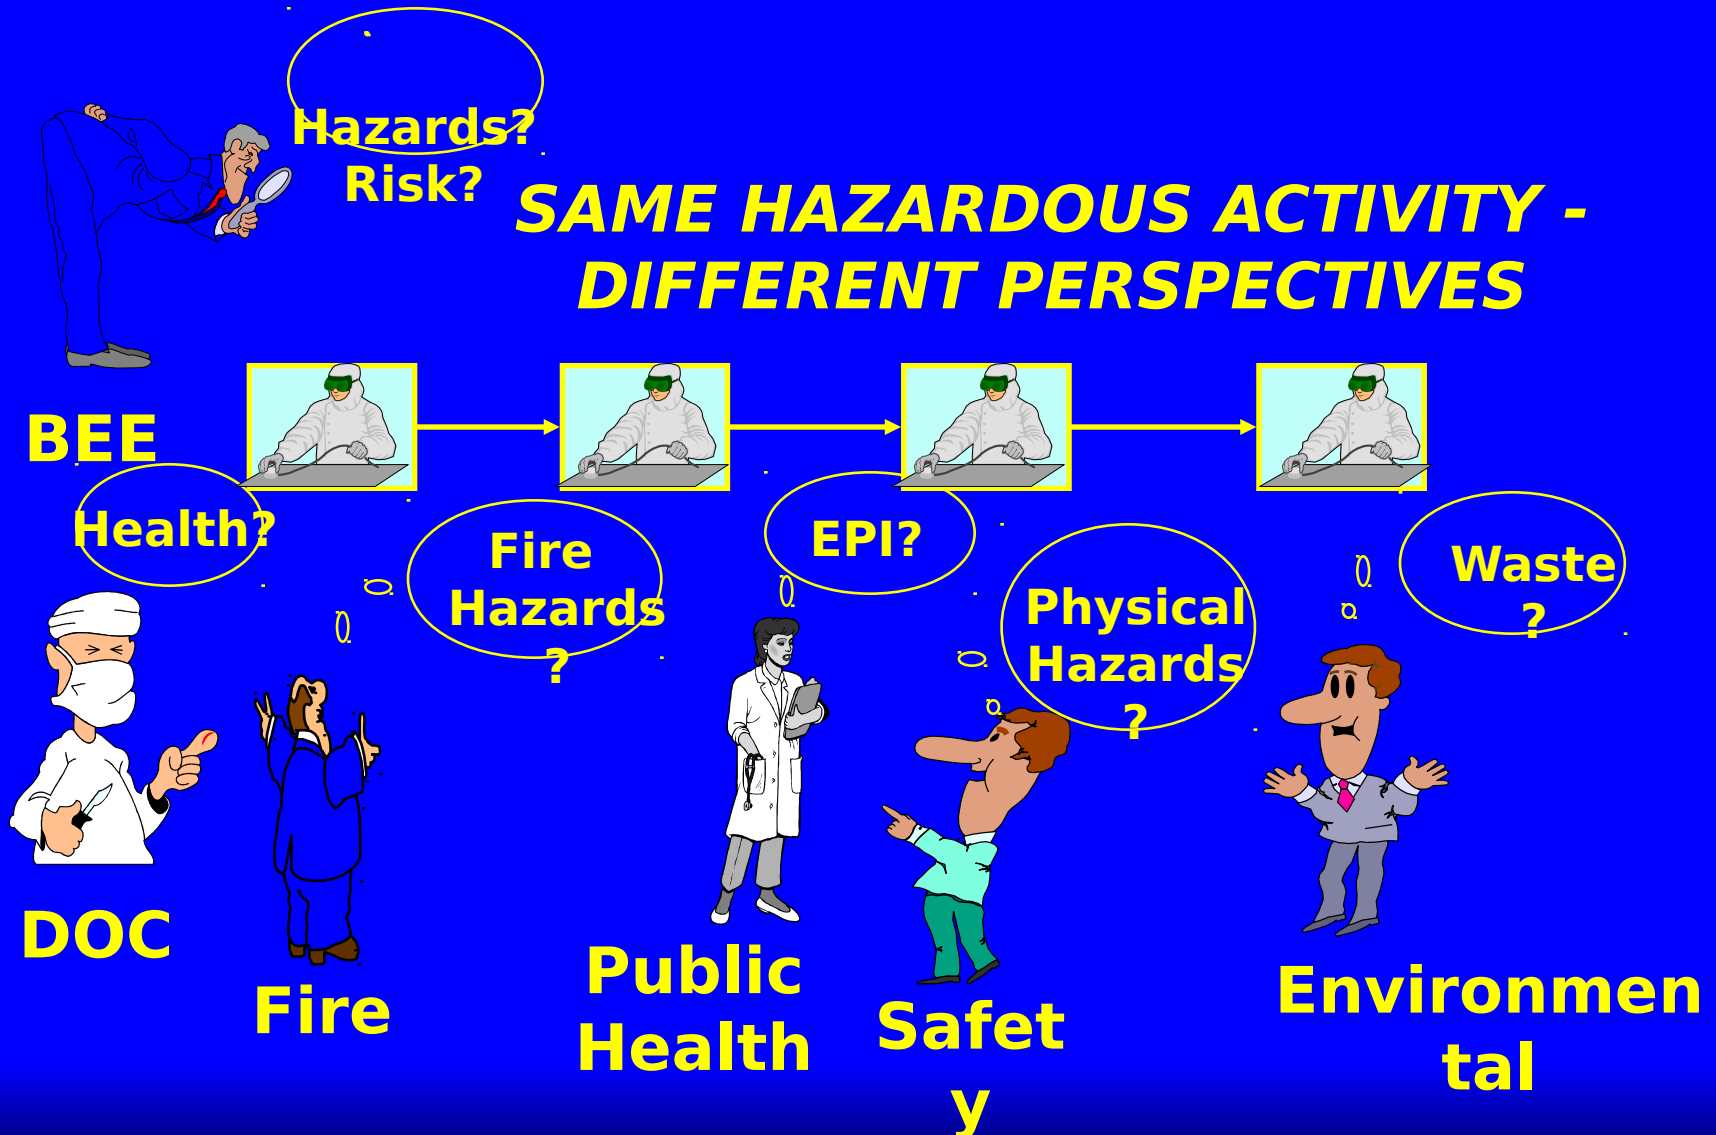 Hazards?
Risk?
SAME HAZARDOUS ACTIVITY -
DIFFERENT PERSPECTIVES
BEE
Health?
Fire
Hazards
?
EPI?
Physical
Hazards
?
Waste
?
DOC
Fire
Public
Health
Safet
y
Environmen
tal